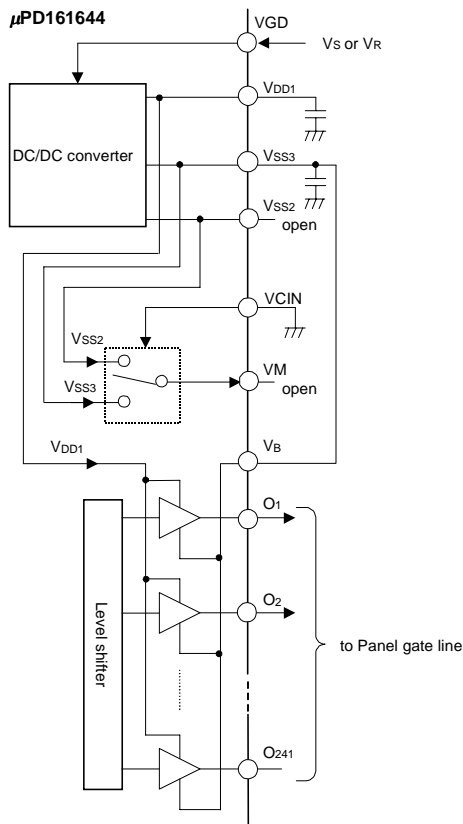 µPD161644
VGD
VS or VR
VDD1
DC/DC converter
VSS3
VSS2
open
VCIN
VSS2
VM
open
VSS3
VDD1
VB
O1
Level shifter
O2
to Panel gate line
O241